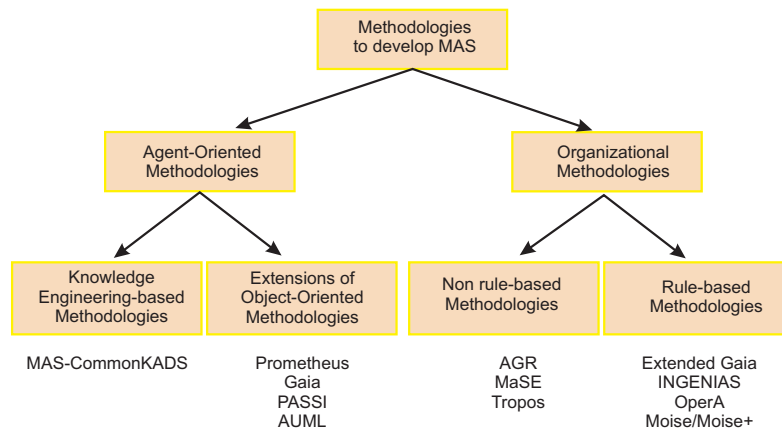 Methodologies
to develop MAS
Agent-Oriented
Methodologies
Organizational
Methodologies
Knowledge
Engineering-based
Methodologies
Extensions of
Object-Oriented
Methodologies
Non rule-based
Methodologies
Rule-based
Methodologies
MAS-CommonKADS
Prometheus
Gaia
PASSI
AUML
AGR
MaSE
Tropos
Extended Gaia
INGENIAS
OperA
Moise/Moise+